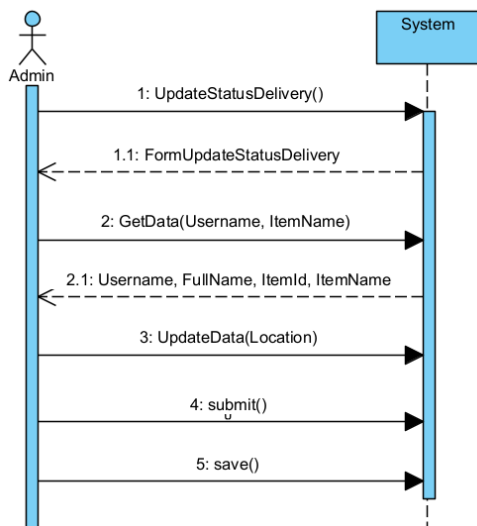 System
Admin
1: UpdateStatusDelivery()
1.1: FormUpdateStatusDelivery
2: GetData(Username, ItemName)
2.1: Username, FullName, ItemId, ItemName
3: UpdateData(Location)
4: submit()
5: save()